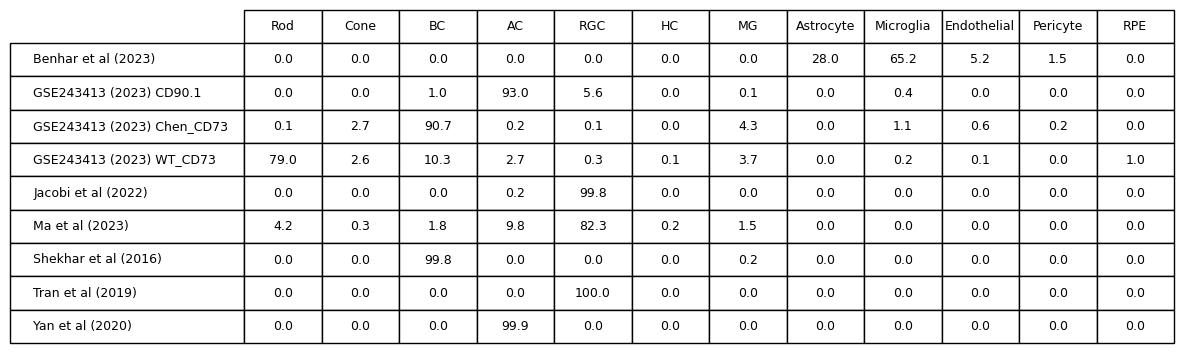 Rod Cone BC AC RGC HC MG Astrocyte Microglia Endothelial Pericyte RPE
Benhar et al (2023) 0.0 0.0 0.0 0.0 0.0 0.0 0.0 28.0 65.2 5.2 1.5 0.0
GSE243413 (2023) CD90.1 0.0 0.0 1.0 93.0 5.6 0.0 0.1 0.0 0.4 0.0 0.0 0.0
GSE243413 (2023) Chen_CD73 0.1 2.7 90.7 0.2 0.1 0.0 4.3 0.0 1.1 0.6 0.2 0.0
GSE243413 (2023) WT_CD73 79.0 2.6 10.3 2.7 0.3 0.1 3.7 0.0 0.2 0.1 0.0 1.0
Jacobi et al (2022) 0.0 0.0 0.0 0.2 99.8 0.0 0.0 0.0 0.0 0.0 0.0 0.0
Ma et al (2023) 4.2 0.3 1.8 9.8 82.3 0.2 1.5 0.0 0.0 0.0 0.0 0.0
Shekhar et al (2016) 0.0 0.0 99.8 0.0 0.0 0.0 0.2 0.0 0.0 0.0 0.0 0.0
Tran et al (2019) 0.0 0.0 0.0 0.0 100.0 0.0 0.0 0.0 0.0 0.0 0.0 0.0
Yan et al (2020) 0.0 0.0 0.0 99.9 0.0 0.0 0.0 0.0 0.0 0.0 0.0 0.0